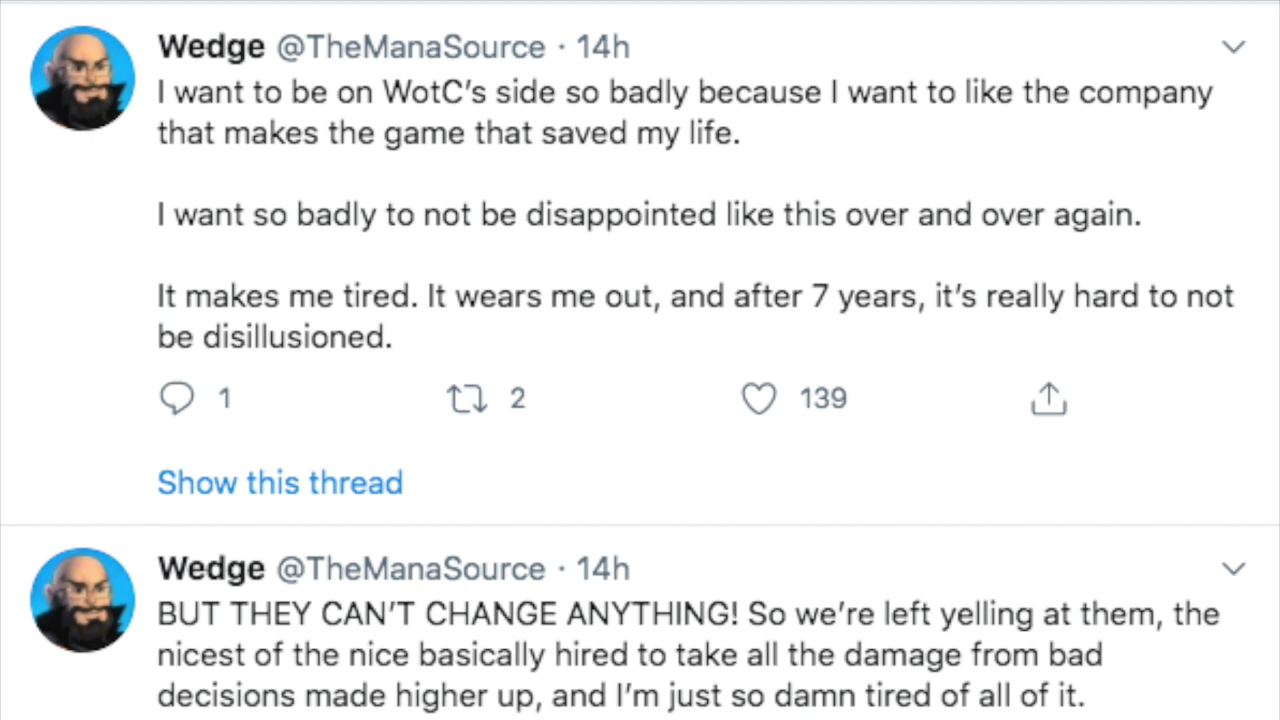 Wedge @TheManaSource · 14h
I want to be on WotC's side so badly because I want to like the company
that makes the game that saved my life.
I want so badly to not be disappointed like this over and over again.
It makes me tired. It wears me out, and after 7 years, it's really hard to not
be disillusioned.
1 2 139
Show this thread
Wedge @TheManaSource · 14h
BUT THEY CAN'T CHANGE ANYTHING! So we're left yelling at them, the
nicest of the nice basically hired to take all the damage from bad
decisions made higher up, and I'm just so damn tired of all of it.